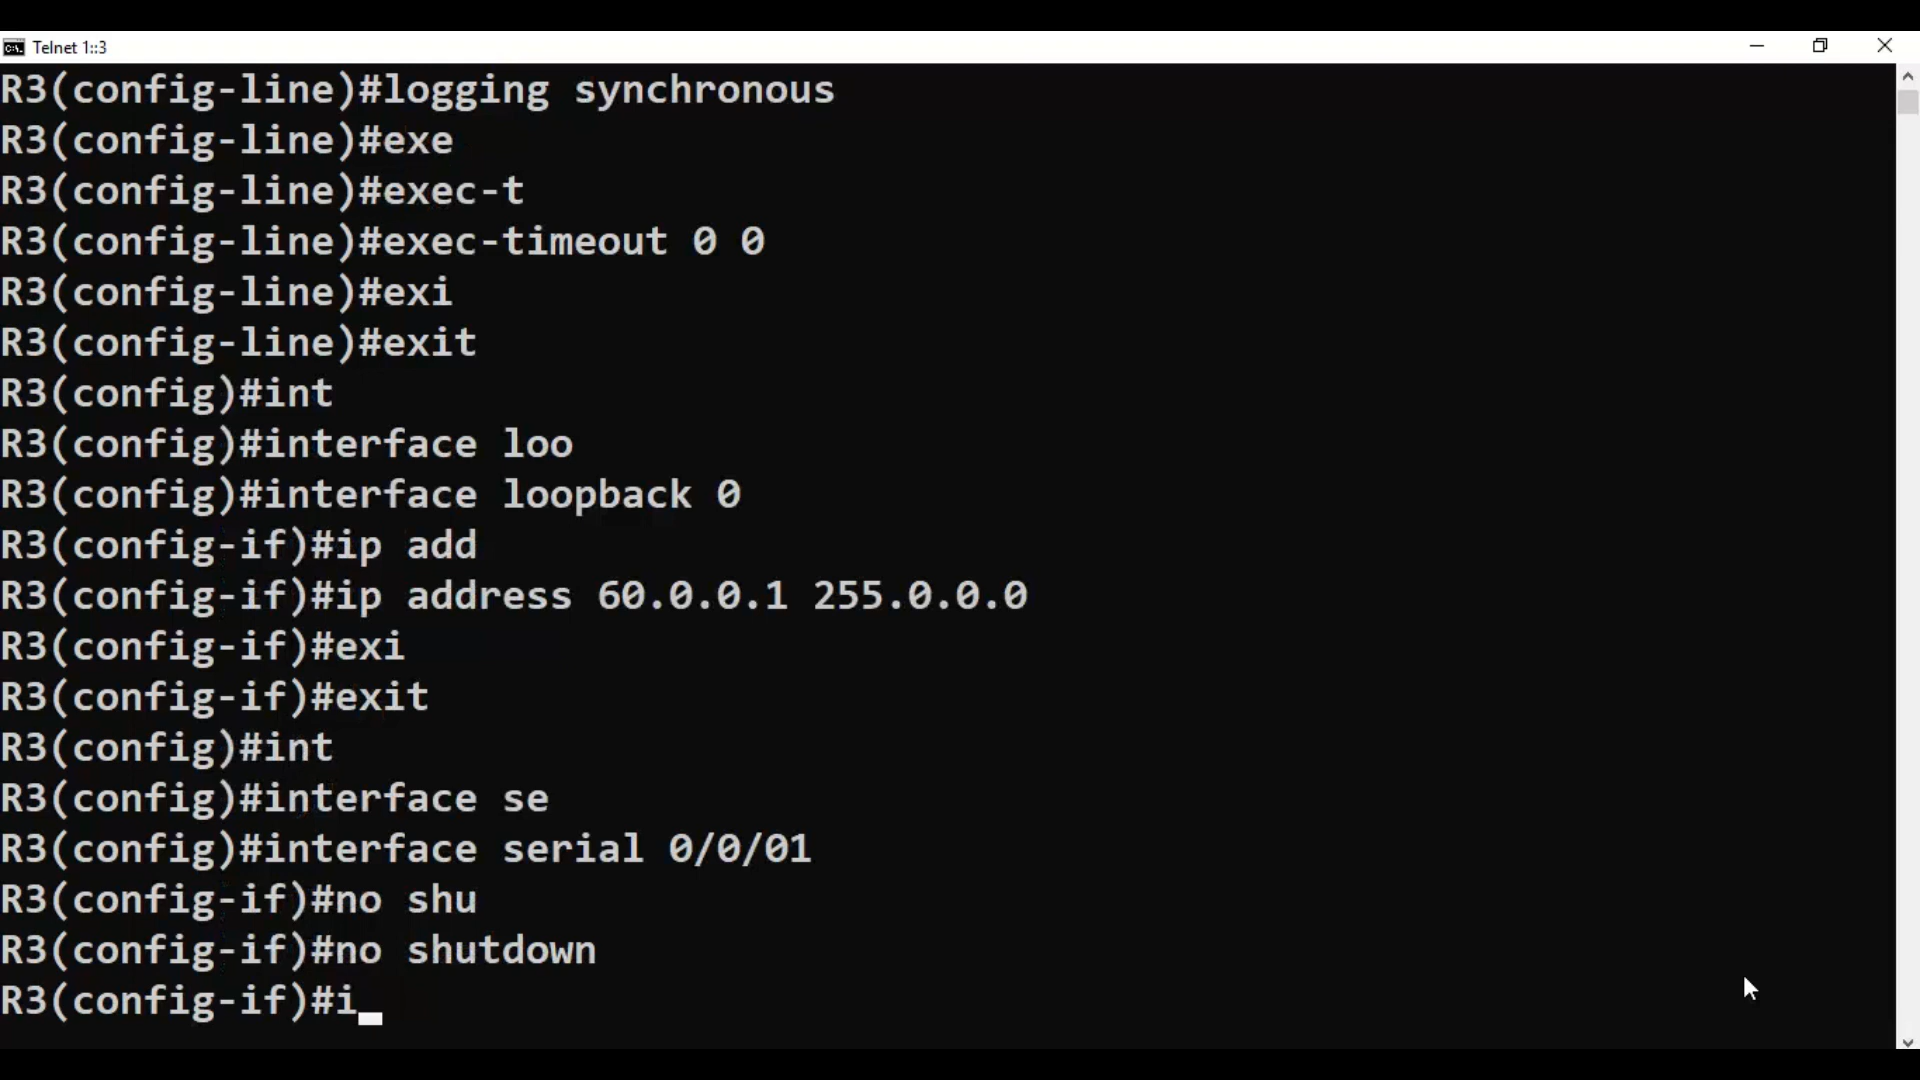 Telnet 1::3
R3(config-line)#logging synchronous
R3(config-line)#exe
R3(config-line)#exec-t
R3(config-line)#exec-timeout 0 0
R3(config-line)#exi
R3(config-line)#exit
R3(config)#int
R3(config)#interface loo
R3(config)#interface loopback 0
R3(config-if)#ip add
R3(config-if)#ip address 60.0.0.1 255.0.0.0
R3(config-if)#exi
R3(config-if)#exit
R3(config)#int
R3(config)#interface se
R3(config)#interface serial 0/0/01
R3(config-if)#no shu
R3(config-if)#no shutdown
R3(config-if)#i